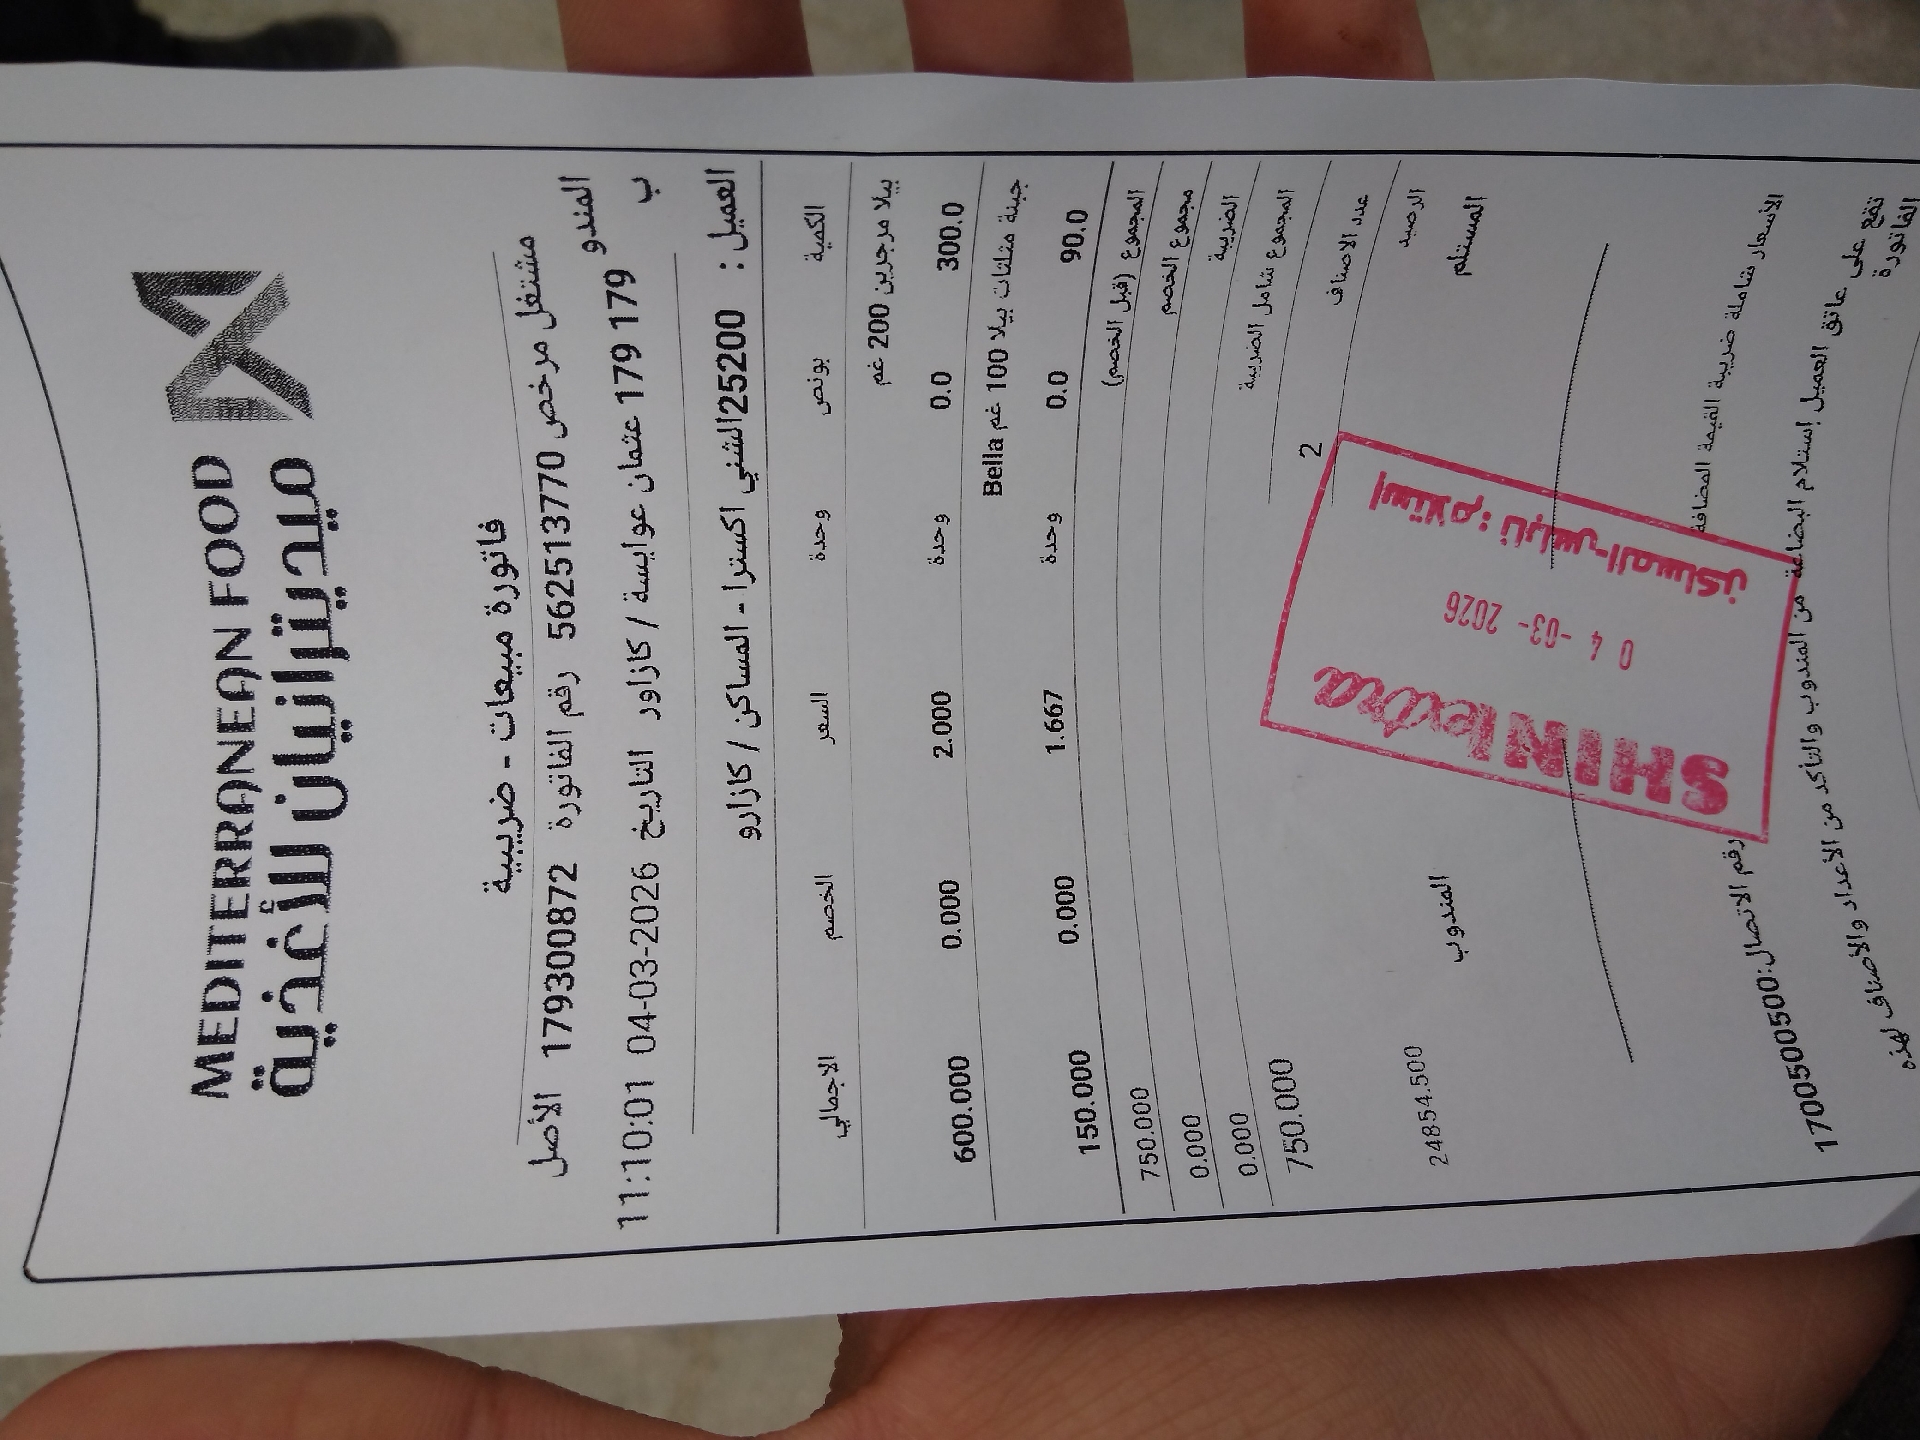 MEDITERRANEAN FOOD
ميديترانيان للأغذية
فاتورة مبيعات - ضريبية
مشتغل مرخص 562513770 رقم الفاتورة 179300872 الأصل
المندوب 179 179 عثمان عوايسة / كازاور التاريخ 04-03-2026 11:10:01
العميل : 25200الشني اكسترا - المساكن / كازارو
الكمية بونص وحدة السعر الخصم الاجمالي
بيلا مرجرين 200 غم
300.0 0.0 وحدة 2.000 0.000 600.000
جبنة مثلثات بيلا 100 غم Bella
90.0 0.0 وحدة 1.667 0.000 150.000
المجموع (قبل الخصم) 750.000
مجموع الخصم 0.000
الضريبة 0.000
المجموع شامل الضريبة 750.000
عدد الاصناف 2
الرصيد 24854.500
المستلم المندوب
SHINI extra
04-03-2026
إستلام: نابلس-المساكن
الأسعار شاملة ضريبة القيمة المضافة رقم الاتصال:1700500500
تقع على عاتق العميل إستلام البضاعة من المندوب والتأكد من الأعداد والأصناف لهذه
الفاتورة